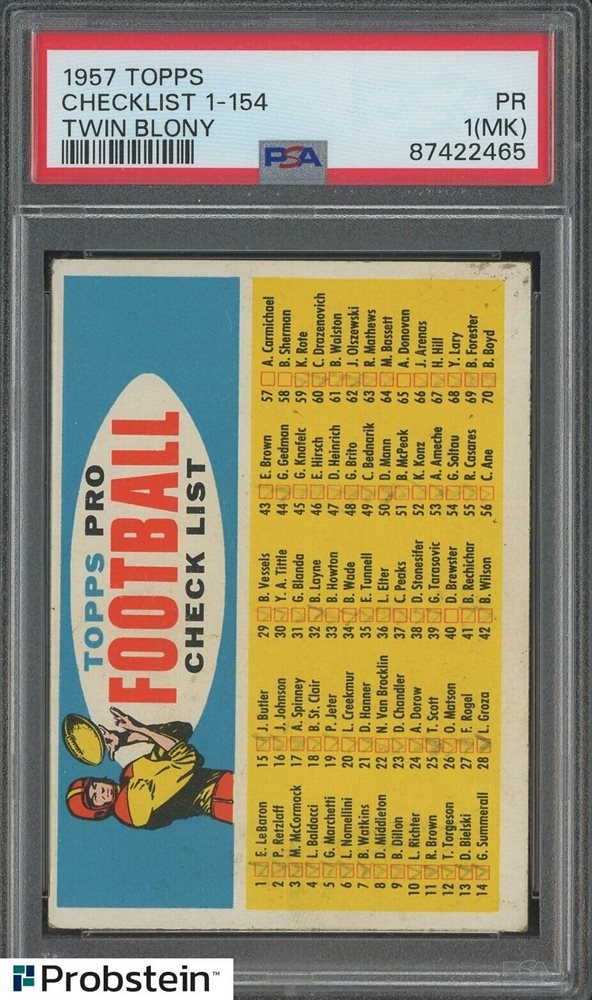 1957 TOPPS
CHECKLIST 1-154 PR
TWIN BLONY 1(MK)
PSA 87422465
TOPPS PRO
FOOTBALL
CHECK LIST
1 E. LeBaron
2 P. Retzlaff
3 M. McCormack
4 L. Baldacci
5 G. Marchetti
6 L. Nomellini
7 B. Watkins
8 D. Middleton
9 B. Dillon
10 L. Richter
11 R. Brown
12 T. Torgeson
13 D. Bielski
14 G. Summerall
15 J. Butler
16 J. Johnson
17 A. Spinney
18 B. St. Clair
19 P. Jeter
20 L. Creekmur
21 D. Hanner
22 N. Van Brocklin
23 D. Chandler
24 A. Dorow
25 T. Scott
26 O. Matson
27 F. Rogel
28 L. Groza
29 B. Vessels
30 Y. A. Tittle
31 G. Blanda
32 B. Layne
33 B. Howton
34 B. Wade
35 E. Tunnell
36 L. Elter
37 C. Peaks
38 D. Stonesifer
39 G. Tarasovic
40 D. Brewster
41 B. Rechichar
42 B. Wilson
43 E. Brown
44 G. Gedman
45 G. Knafelc
46 E. Hirsch
47 D. Heinrich
48 G. Brito
49 C. Bednarik
50 D. Mann
51 B. McPeak
52 K. Konz
53 A. Ameche
54 G. Soltau
55 R. Casares
56 C. Ane
57 A. Carmichael
58 B. Sherman
59 K. Rote
60 C. Drazenovich
61 B. Walston
62 J. Olszewski
63 R. Mathews
64 M. Bassett
65 A. Donovan
66 J. Arenas
67 H. Hill
68 Y. Lary
69 B. Forester
70 B. Boyd
PSA
Probstein™